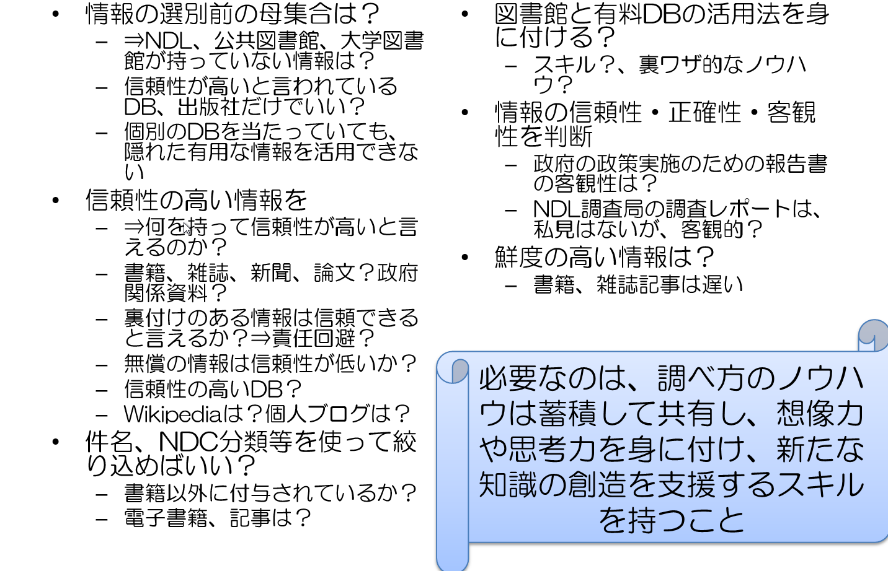 • 情報の選別前の母集合は？
– ⇒NDL、公共図書館、大学図書
館が持っていない情報は？
– 信頼性が高いと言われている
DB、出版社だけでいい？
– 個別のDBを当たっていても、
隠れた有用な情報を活用できな
い
• 信頼性の高い情報を
– ⇒何を持って信頼性が高いと言
えるのか？
– 書籍、雑誌、新聞、論文？政府
関係資料？
– 裏付けのある情報は信頼できる
と言えるか？⇒責任回避？
– 無償の情報は信頼性が低いか？
– 信頼性の高いDB？
– Wikipediaは？個人ブログは？
• 件名、NDC分類等を使って絞
り込めばいい？
– 書籍以外に付与されているか？
– 電子書籍、記事は？
• 図書館と有料DBの活用法を身
に付ける？
– スキル？、裏ワザ的なノウハ
ウ？
• 情報の信頼性・正確性・客観
性を判断
– 政府の政策実施のための報告書
の客観性は？
– NDL調査局の調査レポートは、
私見はないが、客観的？
• 鮮度の高い情報は？
– 書籍、雑誌記事は遅い
必要なのは、調べ方のノウハ
ウは蓄積して共有し、想像力
や思考力を身に付け、新たな
知識の創造を支援するスキル
を持つこと